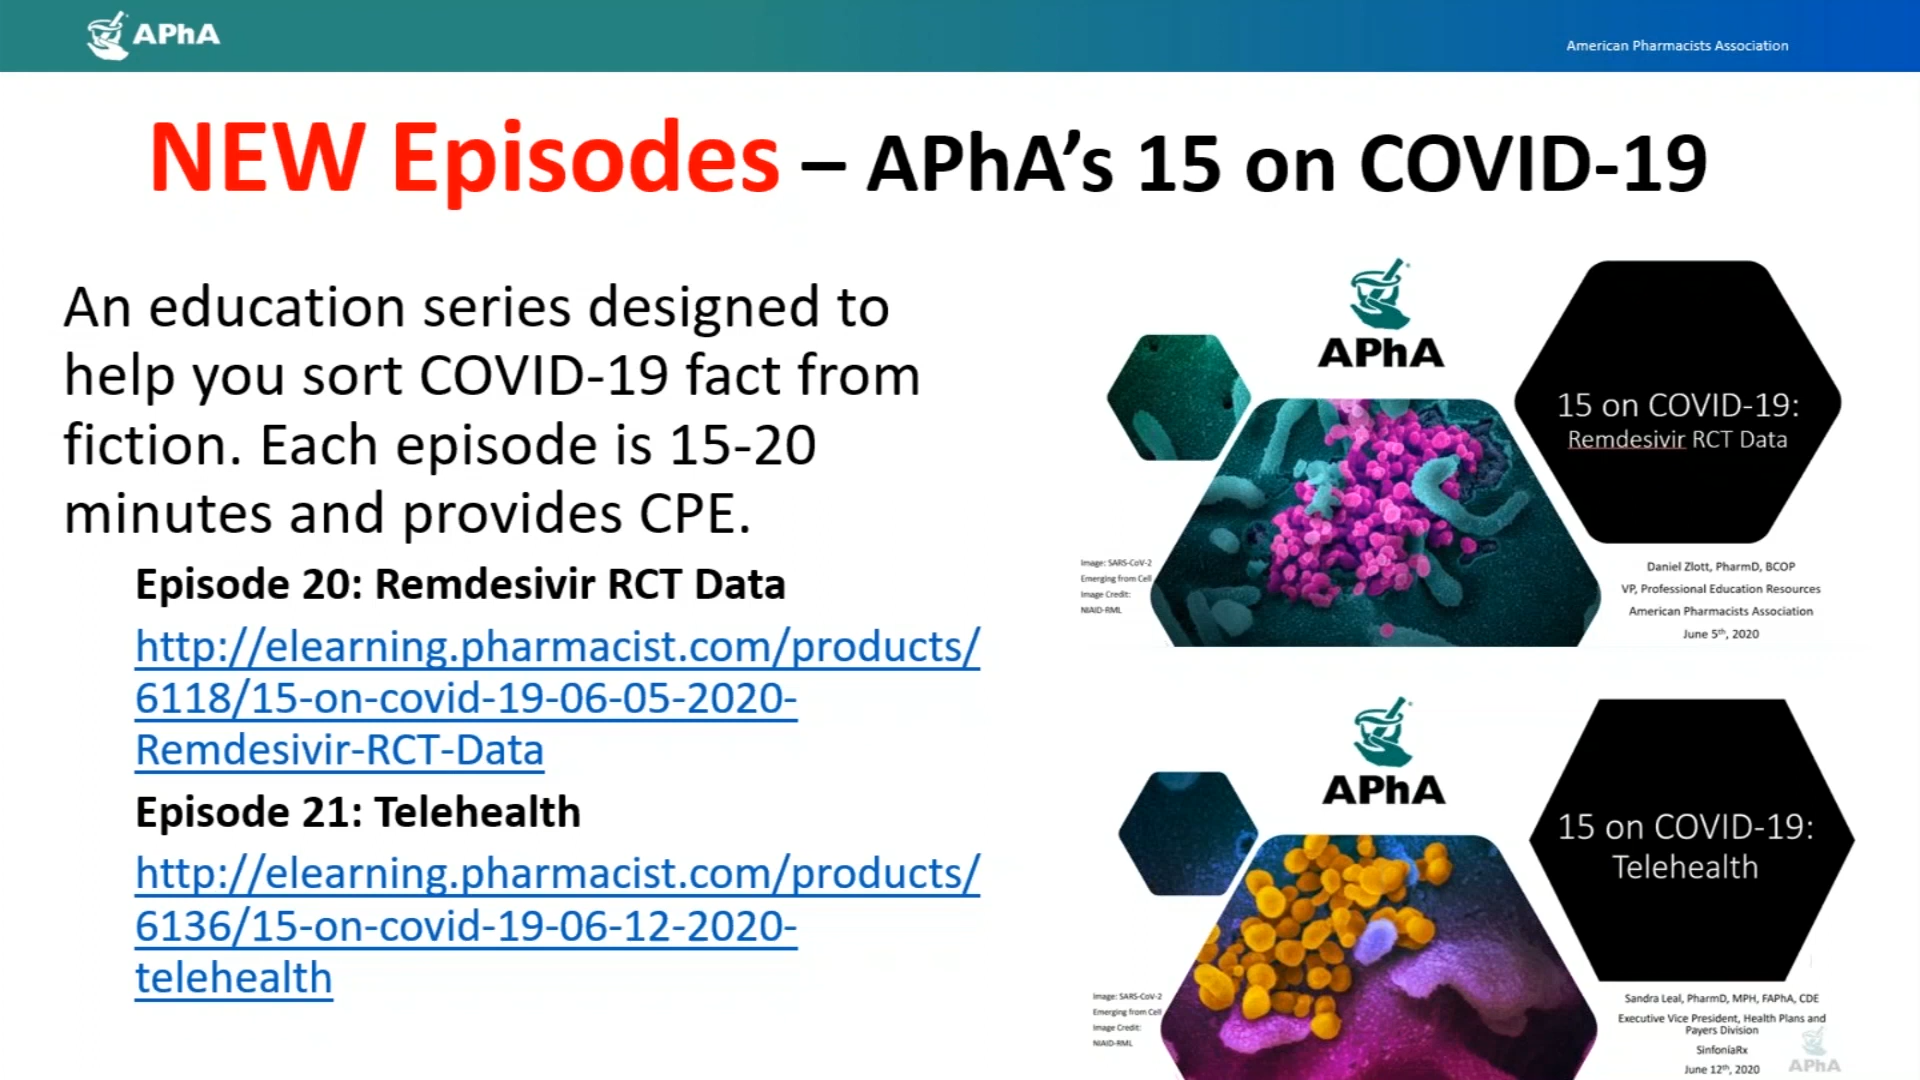 APhA
American Pharmacists Association
NEW Episodes – APhA’s 15 on COVID-19
An education series designed to
help you sort COVID-19 fact from
fiction. Each episode is 15-20
minutes and provides CPE.
Episode 20: Remdesivir RCT Data
http://elearning.pharmacist.com/products/
6118/15-on-covid-19-06-05-2020-
Remdesivir-RCT-Data
Episode 21: Telehealth
http://elearning.pharmacist.com/products/
6136/15-on-covid-19-06-12-2020-
telehealth
APhA
15 on COVID-19:
Remdesivir RCT Data
Image: SARS-CoV-2
Emerging from Cell
Image Credit:
NIAID-RML
Daniel Zlott, PharmD, BCOP
VP, Professional Education Resources
American Pharmacists Association
June 5th, 2020
APhA
15 on COVID-19:
Telehealth
Image: SARS-CoV-2
Emerging from Cell
Image Credit:
NIAID-RML
Sandra Leal, PharmD, MPH, FAPhA, CDE
Executive Vice President, Health Plans and
Payers Division
SinfoníaRx
June 12th, 2020
APhA